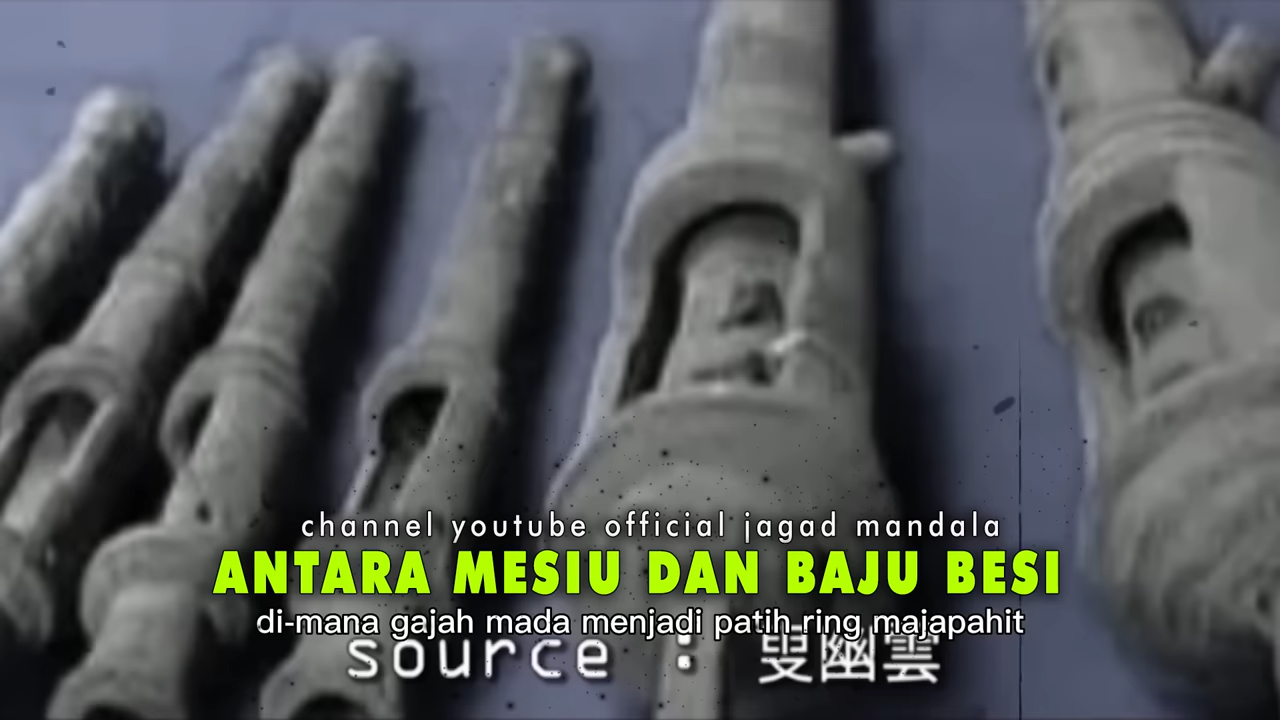 channel youtube official jagad mandala
ANTARA MESIU DAN BAJU BESI
di-mana gajah mada menjadi patih ring majapahit
source : 叟幽雲